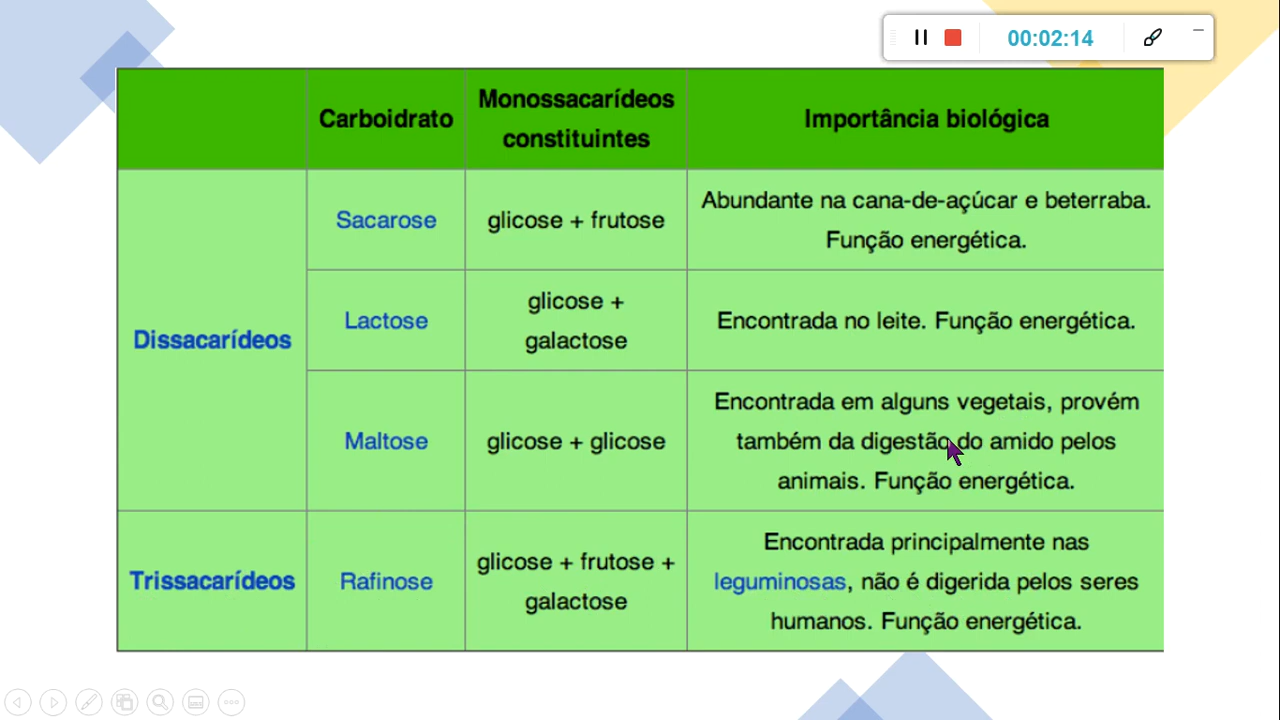 00:02:14
Carboidrato
Monossacarídeos
constituintes
Importância biológica
Dissacarídeos
Sacarose
glicose + frutose
Abundante na cana-de-açúcar e beterraba.
Função energética.
Lactose
glicose +
galactose
Encontrada no leite. Função energética.
Maltose
glicose + glicose
Encontrada em alguns vegetais, provém
também da digestão do amido pelos
animais. Função energética.
Trissacarídeos
Rafinose
glicose + frutose +
galactose
Encontrada principalmente nas
leguminosas, não é digerida pelos seres
humanos. Função energética.